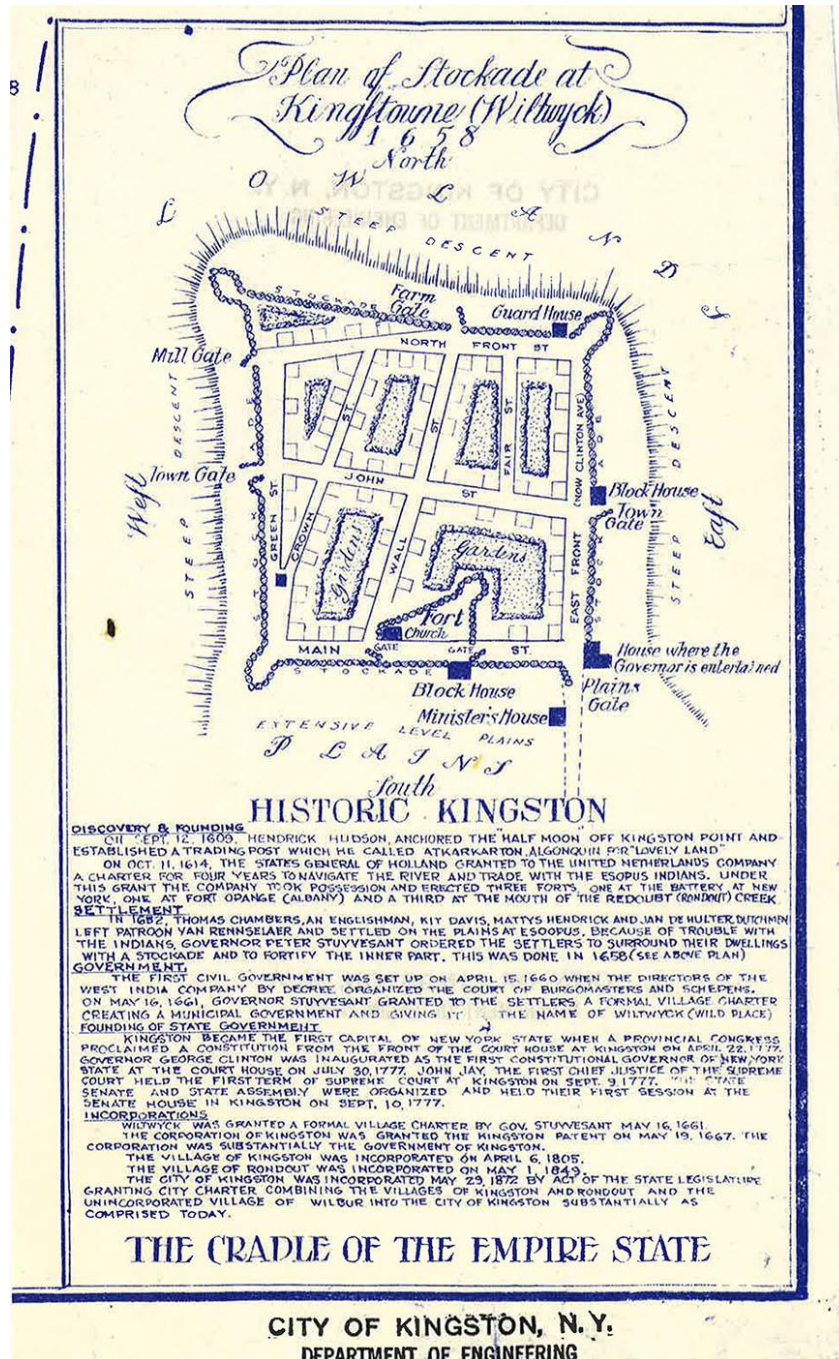 8
Plan of Stockade at
Kingstowne (Wiltwyck)
1658
North
LOWLANDS
STEEP DESCENT
STOCKADE
Farm
Gate
Guard House
NORTH FRONT ST
Mill Gate
STEEP DESCENT
West
Town Gate
STOCKADE
GREEN ST.
CROWN
ST.
JOHN ST
WALL
ST.
FAIR ST.
EAST FRONT (NOW CLINTON AVE)
STOCKADE
Block House
Town
Gate
East
STEEP DESCENT
Gardens
Gardens
Fort
Church
GATE
GATE
MAIN ST.
STOCKADE
Block House
House where the
Governor is entertained
Plains
Gate
Minister's House
EXTENSIVE LEVEL PLAINS
PLAINS
South
HISTORIC KINGSTON
DISCOVERY & FOUNDING
ON SEPT. 12, 1609, HENDRICK HUDSON, ANCHORED THE "HALF MOON" OFF KINGSTON POINT AND
ESTABLISHED A TRADING POST WHICH HE CALLED ATKARKARTON, ALGONQUIN FOR "LOVELY LAND"
ON OCT. 11, 1614, THE STATES GENERAL OF HOLLAND GRANTED TO THE UNITED NETHERLANDS COMPANY
A CHARTER FOR FOUR YEARS TO NAVIGATE THE RIVER AND TRADE WITH THE ESOPUS INDIANS. UNDER
THIS GRANT THE COMPANY TOOK POSSESSION AND ERECTED THREE FORTS, ONE AT THE BATTERY, AT NEW
YORK, ONE AT FORT OPANGE (ALBANY) AND A THIRD AT THE MOUTH OF THE REDOUBT (RONDOUT) CREEK.
SETTLEMENT
IN 1652, THOMAS CHAMBERS, AN ENGLISHMAN, KIT DAVIS, MATTYS HENDRICK AND JAN DE HULTER, DUTCHMEN
LEFT PATROON VAN RENNSELAER AND SETTLED ON THE PLAINS AT ESOOPUS. BECAUSE OF TROUBLE WITH
THE INDIANS, GOVERNOR PETER STUYVESANT ORDERED THE SETTLERS TO SURROUND THEIR DWELLINGS
WITH A STOCKADE AND TO FORTIFY THE INNER PART. THIS WAS DONE IN 1658 (SEE ABOVE PLAN)
GOVERNMENT.
THE FIRST CIVIL GOVERNMENT WAS SET UP ON APRIL 15, 1660 WHEN THE DIRECTORS OF THE
WEST INDIA COMPANY BY DECREE ORGANIZED THE COURT OF BURGOMASTERS AND SCHEPENS.
ON MAY 16, 1661, GOVERNOR STUYVESANT GRANTED TO THE SETTLERS A FORMAL VILLAGE CHARTER
CREATING A MUNICIPAL GOVERNMENT AND GIVING IT THE NAME OF WILTWYCK (WILD PLACE)
FOUNDING OF STATE GOVERNMENT
KINGSTON BECAME THE FIRST CAPITAL OF NEW YORK STATE WHEN A PROVINCIAL CONGRESS
PROCLAIMED A CONSTITUTION FROM THE FRONT OF THE COURT HOUSE AT KINGSTON ON APRIL 22, 1777.
GOVERNOR GEORGE CLINTON WAS INAUGURATED AS THE FIRST CONSTITUTIONAL GOVERNOR OF NEW YORK
STATE AT THE COURT HOUSE ON JULY 30, 1777. JOHN JAY, THE FIRST CHIEF JUSTICE OF THE SUPREME
COURT HELD THE FIRST TERM OF SUPREME COURT AT KINGSTON ON SEPT. 9, 1777. THE STATE
SENATE AND STATE ASSEMBLY WERE ORGANIZED AND HELD THEIR FIRST SESSION AT THE
SENATE HOUSE IN KINGSTON ON SEPT. 10, 1777.
INCORPORATIONS
WILTWYCK WAS GRANTED A FORMAL VILLAGE CHARTER BY GOV. STUYVESANT MAY 16, 1661.
THE CORPORATION OF KINGSTON WAS GRANTED THE KINGSTON PATENT ON MAY 19, 1667. THE
CORPORATION WAS SUBSTANTIALLY THE GOVERNMENT OF KINGSTON.
THE VILLAGE OF KINGSTON WAS INCORPORATED ON APRIL 6, 1805.
THE VILLAGE OF RONDOUT WAS INCORPORATED ON MAY 1, 1849.
THE CITY OF KINGSTON WAS INCORPORATED MAY 29, 1872 BY ACT OF THE STATE LEGISLATURE
GRANTING CITY CHARTER COMBINING THE VILLAGES OF KINGSTON AND RONDOUT AND THE
UNINCORPORATED VILLAGE OF WILBUR INTO THE CITY OF KINGSTON SUBSTANTIALLY AS
COMPRISED TODAY.
THE CRADLE OF THE EMPIRE STATE
CITY OF KINGSTON, N.Y.
DEPARTMENT OF ENGINEERING